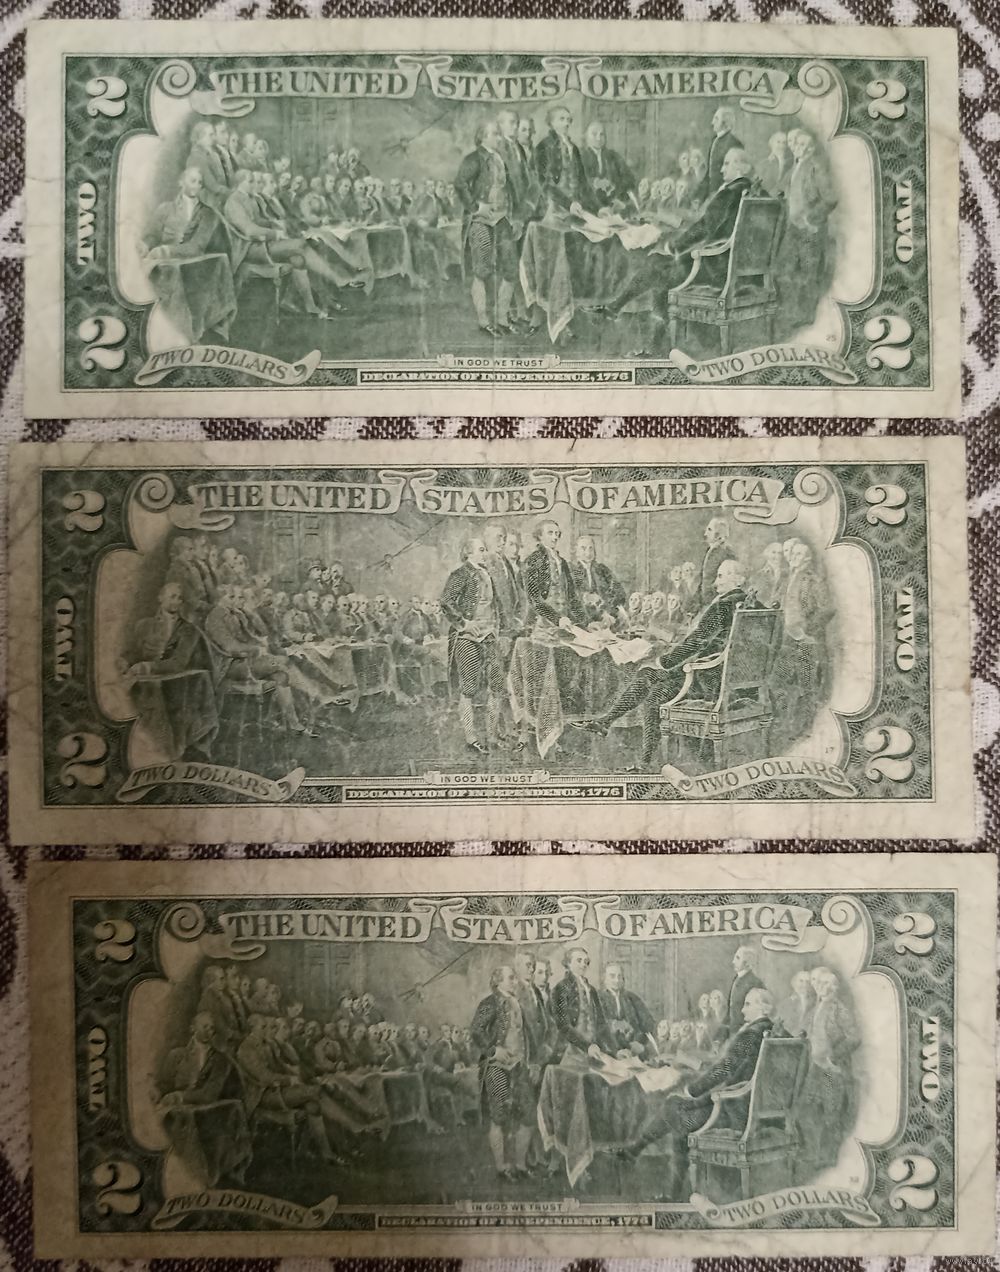 2 THE UNITED STATES OF AMERICA 2
TWO TWO
2 TWO DOLLARS IN GOD WE TRUST TWO DOLLARS 2
DECLARATION OF INDEPENDENCE, 1776
25
2 THE UNITED STATES OF AMERICA 2
TWO TWO
2 TWO DOLLARS IN GOD WE TRUST TWO DOLLARS 2
DECLARATION OF INDEPENDENCE, 1776
17
2 THE UNITED STATES OF AMERICA 2
TWO TWO
2 TWO DOLLARS IN GOD WE TRUST TWO DOLLARS 2
DECLARATION OF INDEPENDENCE, 1776